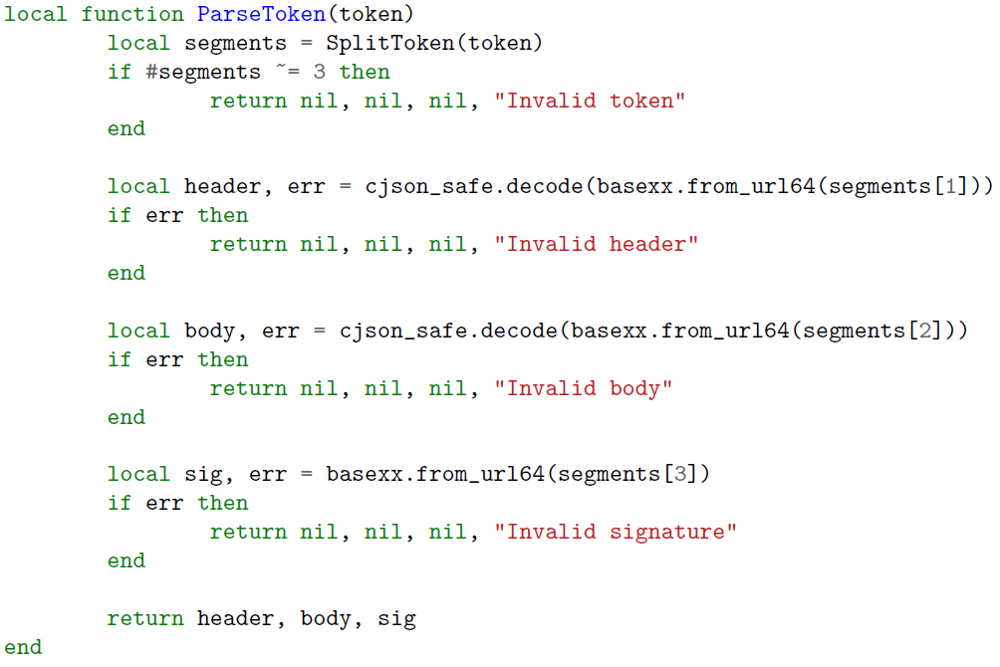 local function ParseToken(token)
        local segments = SplitToken(token)
        if #segments ~= 3 then
                return nil, nil, nil, "Invalid token"
        end

        local header, err = cjson_safe.decode(basexx.from_url64(segments[1]))
        if err then
                return nil, nil, nil, "Invalid header"
        end

        local body, err = cjson_safe.decode(basexx.from_url64(segments[2]))
        if err then
                return nil, nil, nil, "Invalid body"
        end

        local sig, err = basexx.from_url64(segments[3])
        if err then
                return nil, nil, nil, "Invalid signature"
        end

        return header, body, sig
end